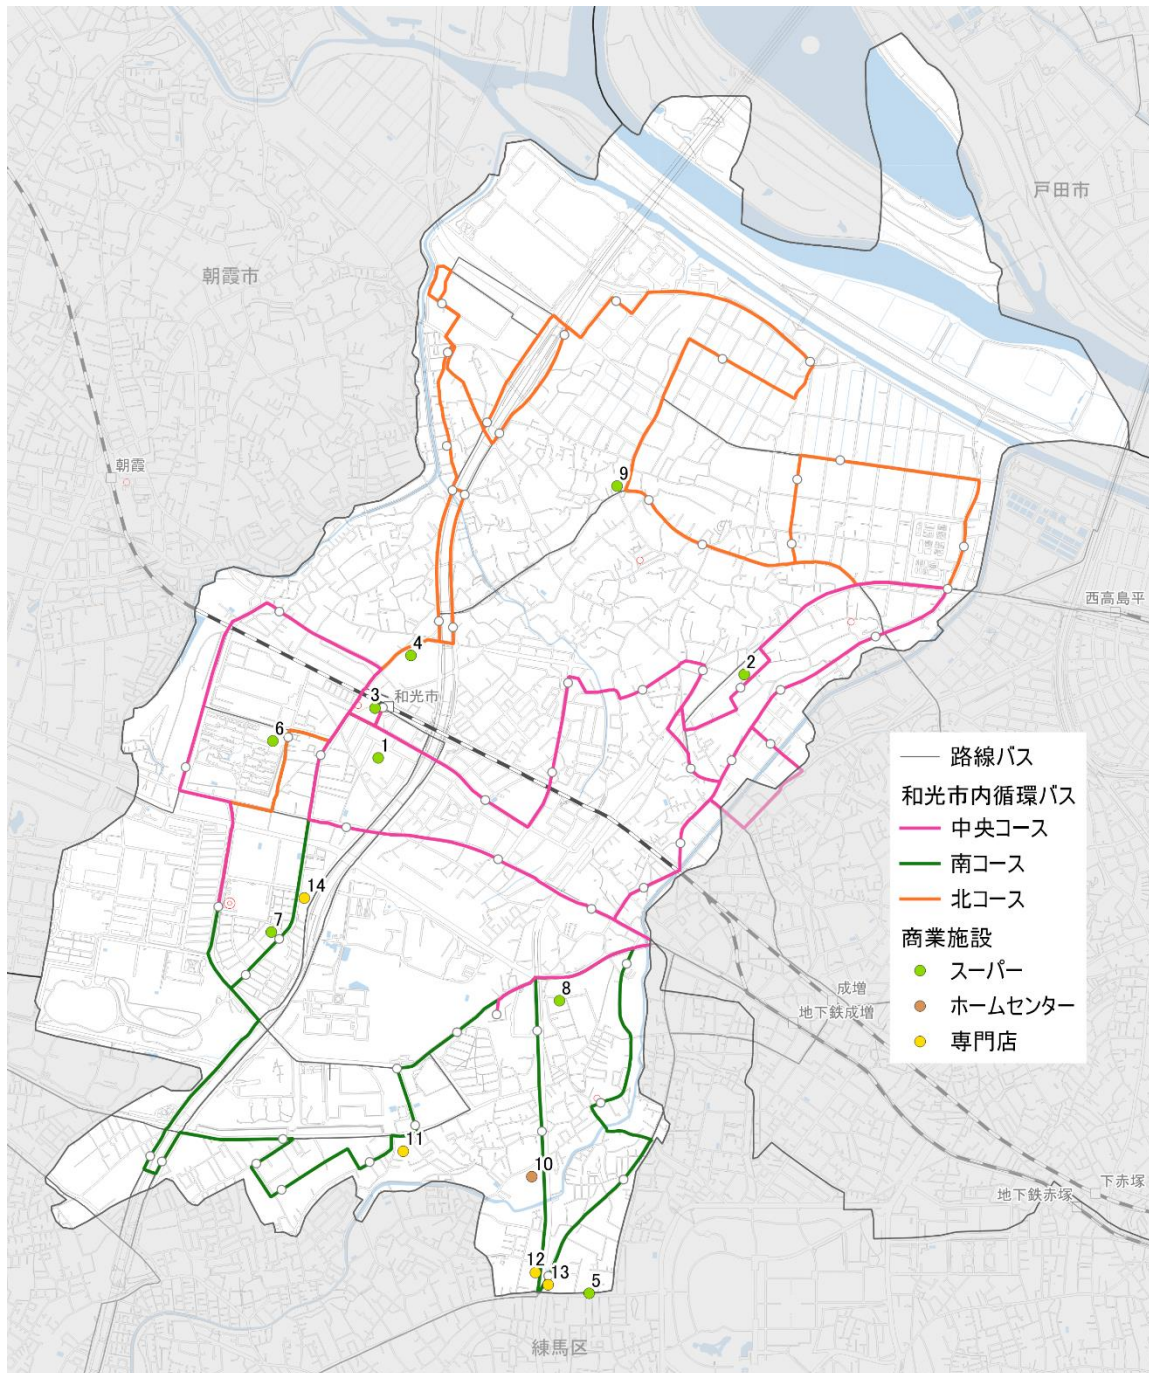 戸田市
朝霞市
朝霞
9
西高島平
4
2
3
和光市
6
1
路線バス
和光市内循環バス
中央コース
南コース
北コース
商業施設
スーパー
ホームセンター
専門店
14
7
8
成増
地下鉄成増
11
10
下赤塚
地下鉄赤塚
12
13
5
練馬区